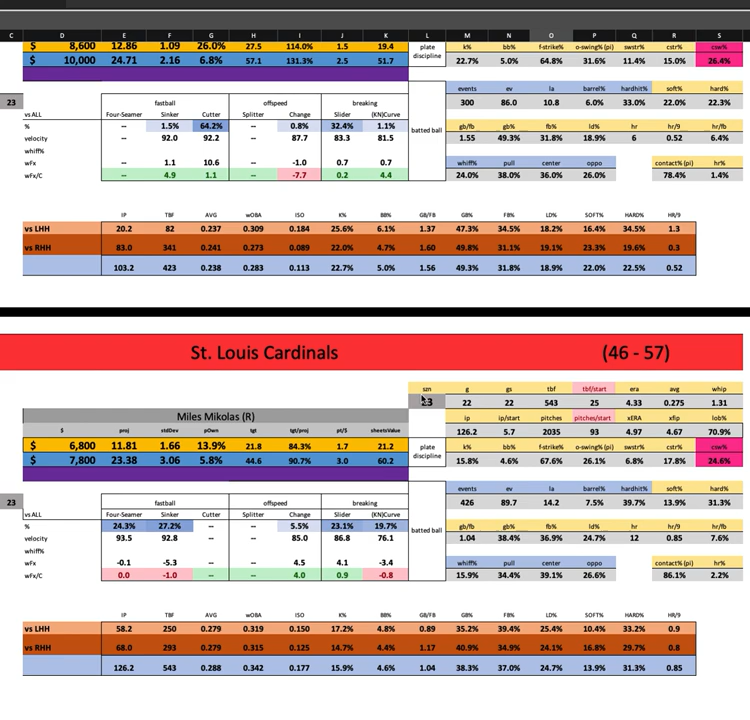 C D E F G H I J K L M N O P Q R S
$ 8,600 12.86 1.09 26.0% 27.5 114.0% 1.5 19.4 plate discipline k% bb% f-strike% o-swing% (pi) swstr% cstr% csw%
$ 10,000 24.71 2.16 6.8% 57.1 131.3% 2.5 51.7 22.7% 5.0% 64.8% 31.6% 11.4% 15.0% 26.4%
events ev la barrel% hardhit% soft% hard%
23 fastball offspeed breaking 300 86.0 10.8 6.0% 33.0% 22.0% 22.3%
vs ALL Four-Seamer Sinker Cutter Splitter Change Slider (KN)Curve
% -- 1.5% 64.2% -- 0.8% 32.4% 1.1% batted ball gb/fb gb% fb% ld% hr hr/9 hr/fb
velocity -- 92.0 92.2 -- 87.7 83.3 81.5 1.55 49.3% 31.8% 18.9% 6 0.52 6.4%
whiff%
wFx -- 1.1 10.6 -1.0 0.7 0.7 whiff% pull center oppo contact% (pi) hr%
wFx/C -- 4.9 1.1 -- -7.7 0.2 4.4 24.0% 38.0% 36.0% 26.0% 78.4% 1.4%
IP TBF AVG wOBA ISO K% BB% GB/FB GB% FB% LD% SOFT% HARD% HR/9
vs LHH 20.2 82 0.237 0.309 0.184 25.6% 6.1% 1.37 47.3% 34.5% 18.2% 16.4% 34.5% 1.3
vs RHH 83.0 341 0.241 0.273 0.089 22.0% 4.7% 1.60 49.8% 31.1% 19.1% 23.3% 19.6% 0.3
103.2 423 0.238 0.283 0.113 22.7% 5.0% 1.56 49.3% 31.8% 18.9% 22.0% 22.5% 0.52
St. Louis Cardinals (46 - 57)
szn g gs tbf tbf/start era avg whip
23 22 22 543 25 4.33 0.275 1.31
Miles Mikolas (R) ip ip/start pitches pitches/start xERA xfip lob%
$ proj stdDev pOwn tgt tgt/proj pt/$ sheetsValue 126.2 5.7 2035 93 4.97 4.67 70.9%
$ 6,800 11.81 1.66 13.9% 21.8 84.3% 1.7 21.2 plate discipline k% bb% f-strike% o-swing% (pi) swstr% cstr% csw%
$ 7,800 23.38 3.06 5.8% 44.6 90.7% 3.0 60.2 15.8% 4.6% 67.6% 26.1% 6.8% 17.8% 24.6%
events ev la barrel% hardhit% soft% hard%
23 fastball offspeed breaking 426 89.7 14.2 7.5% 39.7% 13.9% 31.3%
vs ALL Four-Seamer Sinker Cutter Splitter Change Slider (KN)Curve
% 24.3% 27.2% -- -- 5.5% 23.1% 19.7% batted ball gb/fb gb% fb% ld% hr hr/9 hr/fb
velocity 93.5 92.8 -- -- 85.0 86.8 76.1 1.04 38.4% 36.9% 24.7% 12 0.85 7.6%
whiff%
wFx -0.1 -5.3 4.5 4.1 -3.4 whiff% pull center oppo contact% (pi) hr%
wFx/C 0.0 -1.0 -- -- 4.0 0.9 -0.8 15.9% 34.4% 39.1% 26.6% 86.1% 2.2%
IP TBF AVG wOBA ISO K% BB% GB/FB GB% FB% LD% SOFT% HARD% HR/9
vs LHH 58.2 250 0.279 0.319 0.150 17.2% 4.8% 0.89 35.2% 39.4% 25.4% 10.4% 33.2% 0.9
vs RHH 68.0 293 0.279 0.315 0.125 14.7% 4.4% 1.17 40.9% 34.9% 24.1% 16.8% 29.7% 0.8
126.2 543 0.288 0.342 0.177 15.9% 4.6% 1.04 38.3% 37.0% 24.7% 13.9% 31.3% 0.85